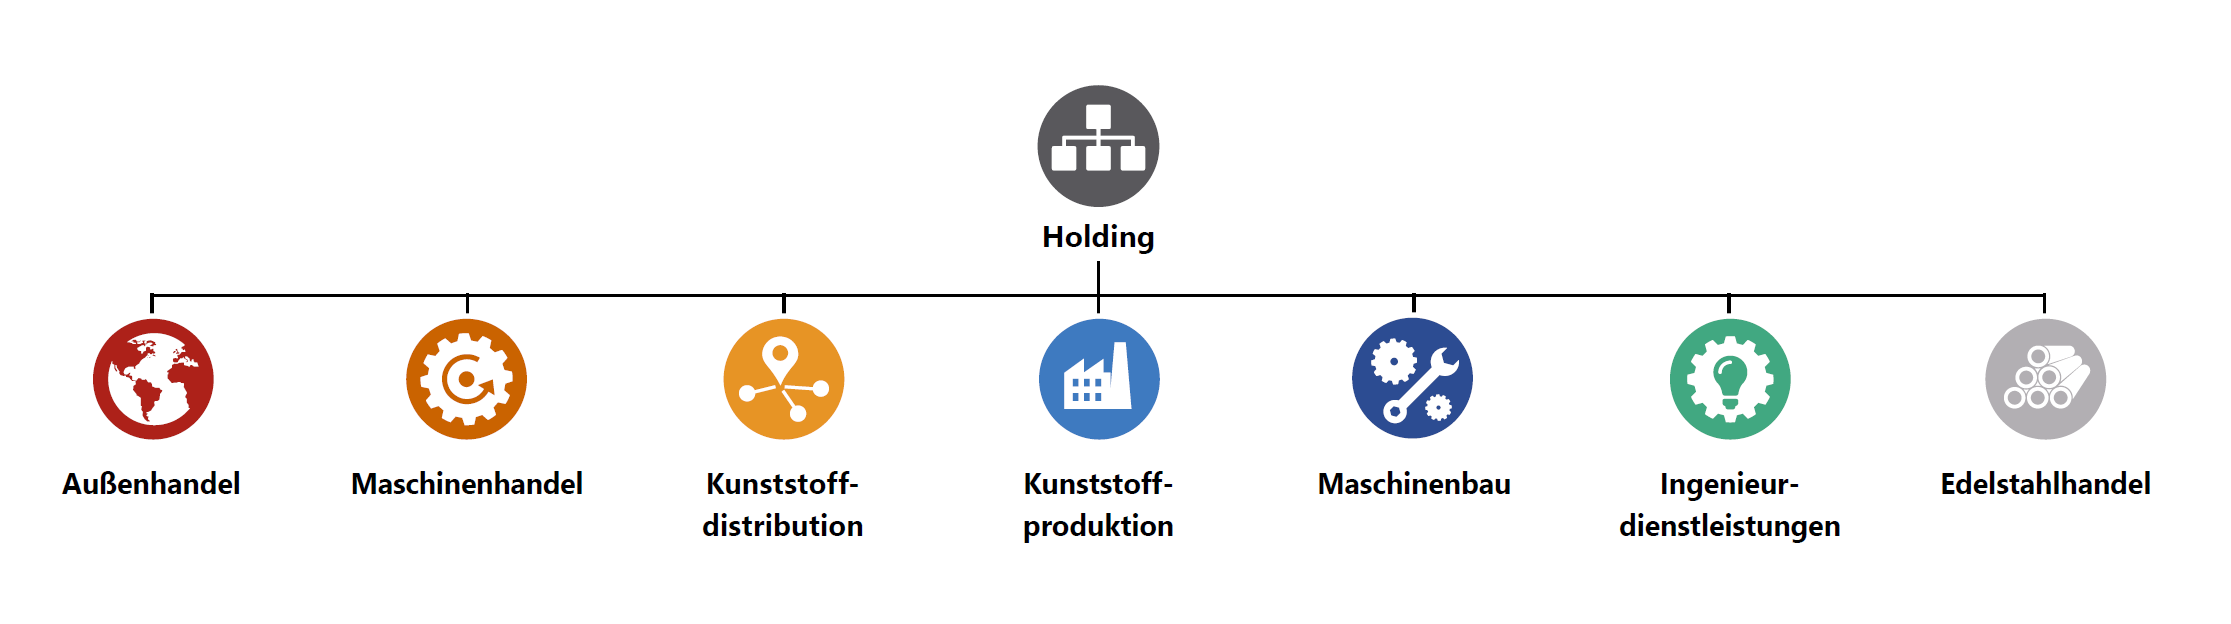 Holding
Außenhandel
Maschinenhandel
Kunststoff-
distribution
Kunststoff-
produktion
Maschinenbau
Ingenieur-
dienstleistungen
Edelstahlhandel